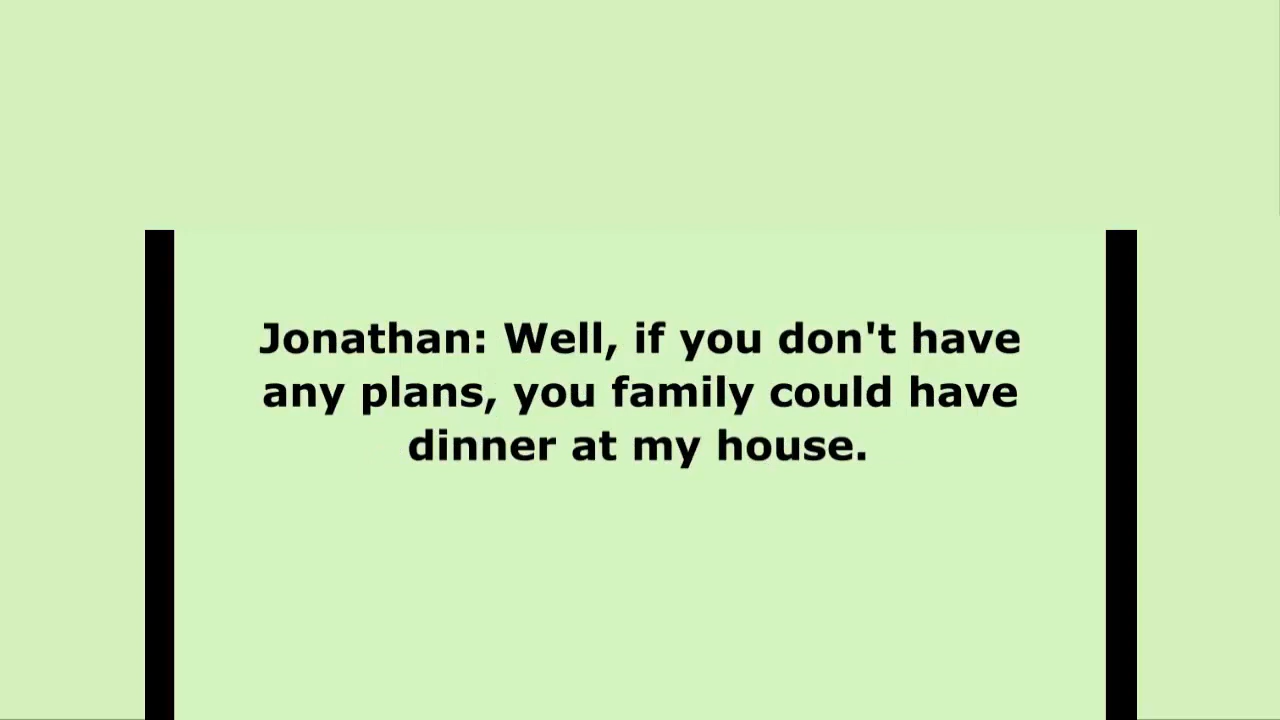 Jonathan: Well, if you don't have
any plans, you family could have
dinner at my house.